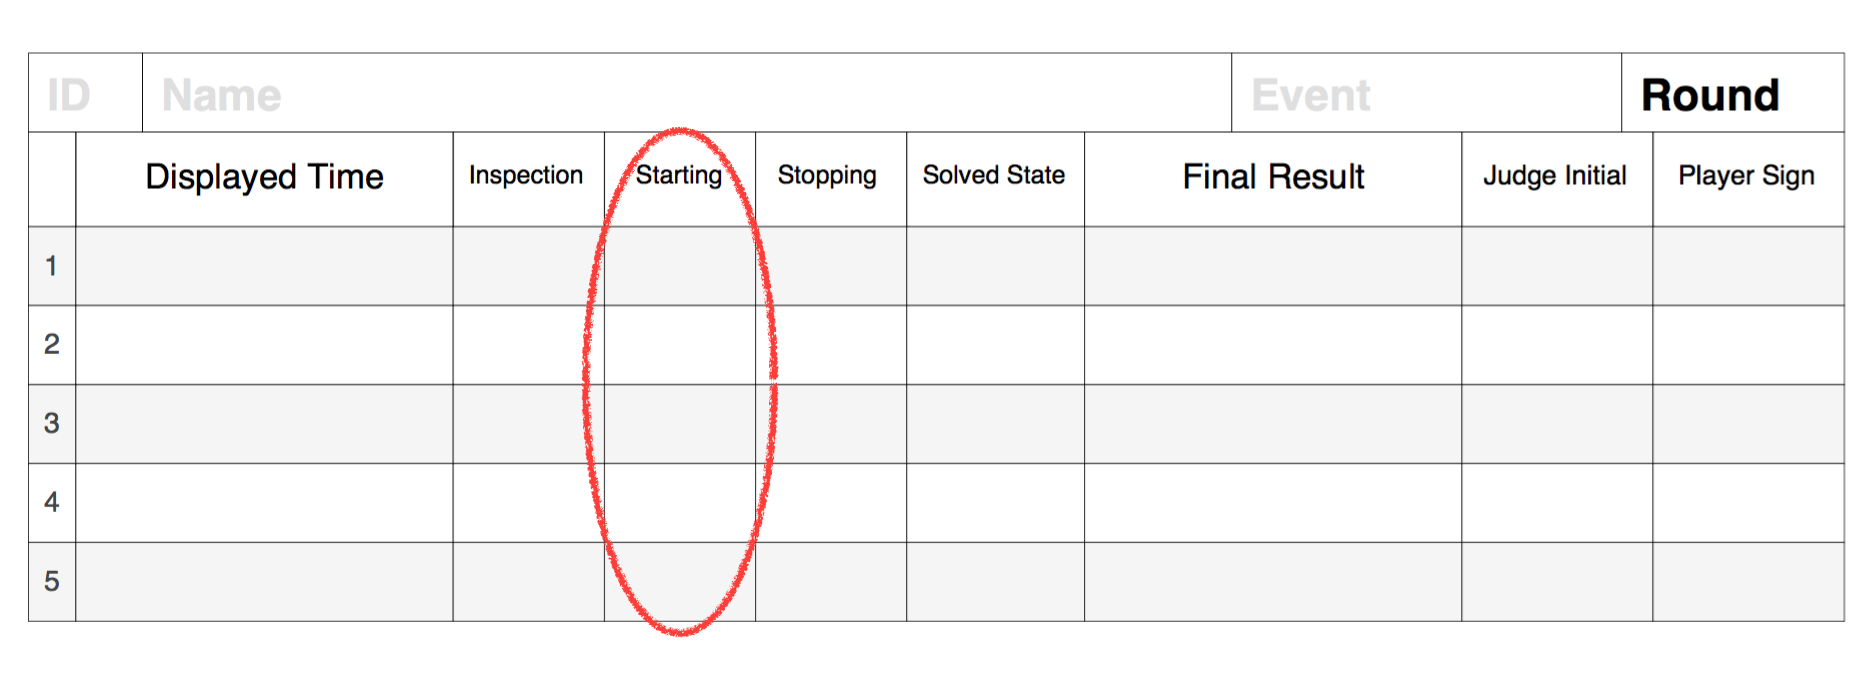 ID Name Event Round
Displayed Time Inspection Starting Stopping Solved State Final Result Judge Initial Player Sign
1
2
3
4
5